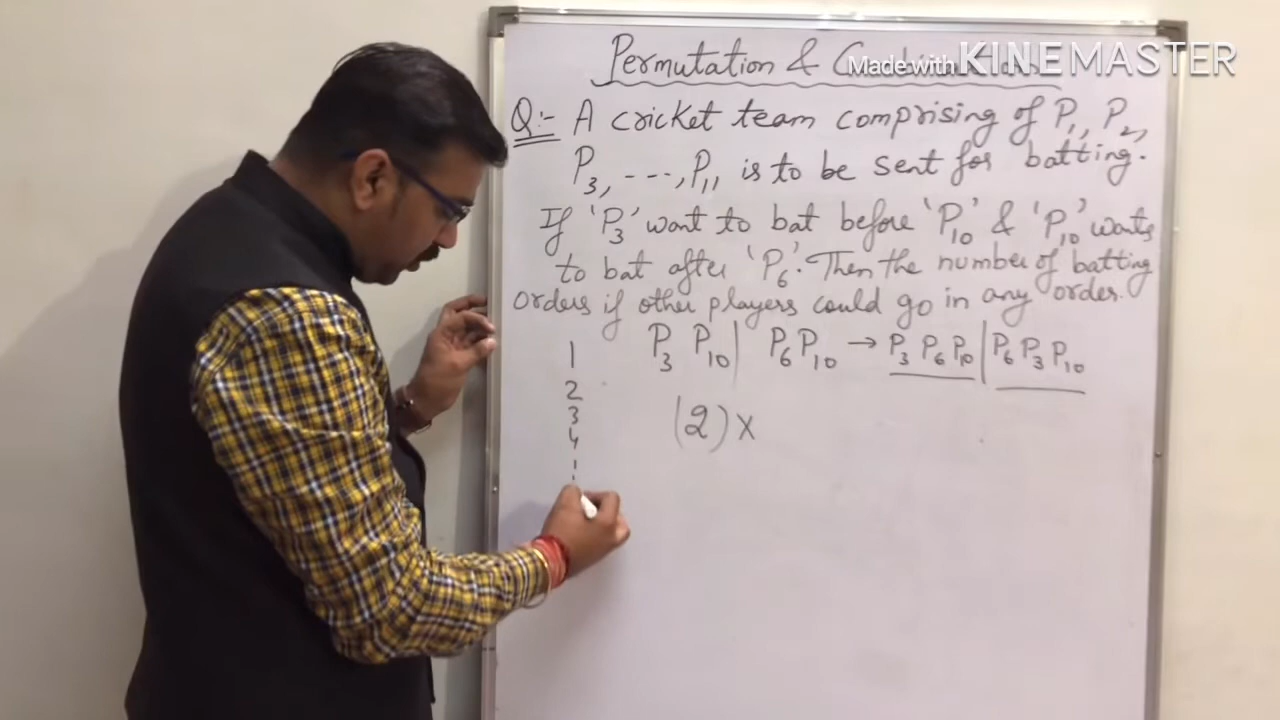 Permutation &
Made with KINEMASTER
Q:- A cricket team comprising of P1, P2,
P3, ---, P11 is to be sent for batting.
If 'P3' want to bat before 'P10' & 'P10' wants
to bat after 'P6'. Then the number of batting
orders if other players could go in any order.
P3 P10 | P6 P10 → P3 P6 P10 | P6 P3 P10
1
2
3
4
(2) x